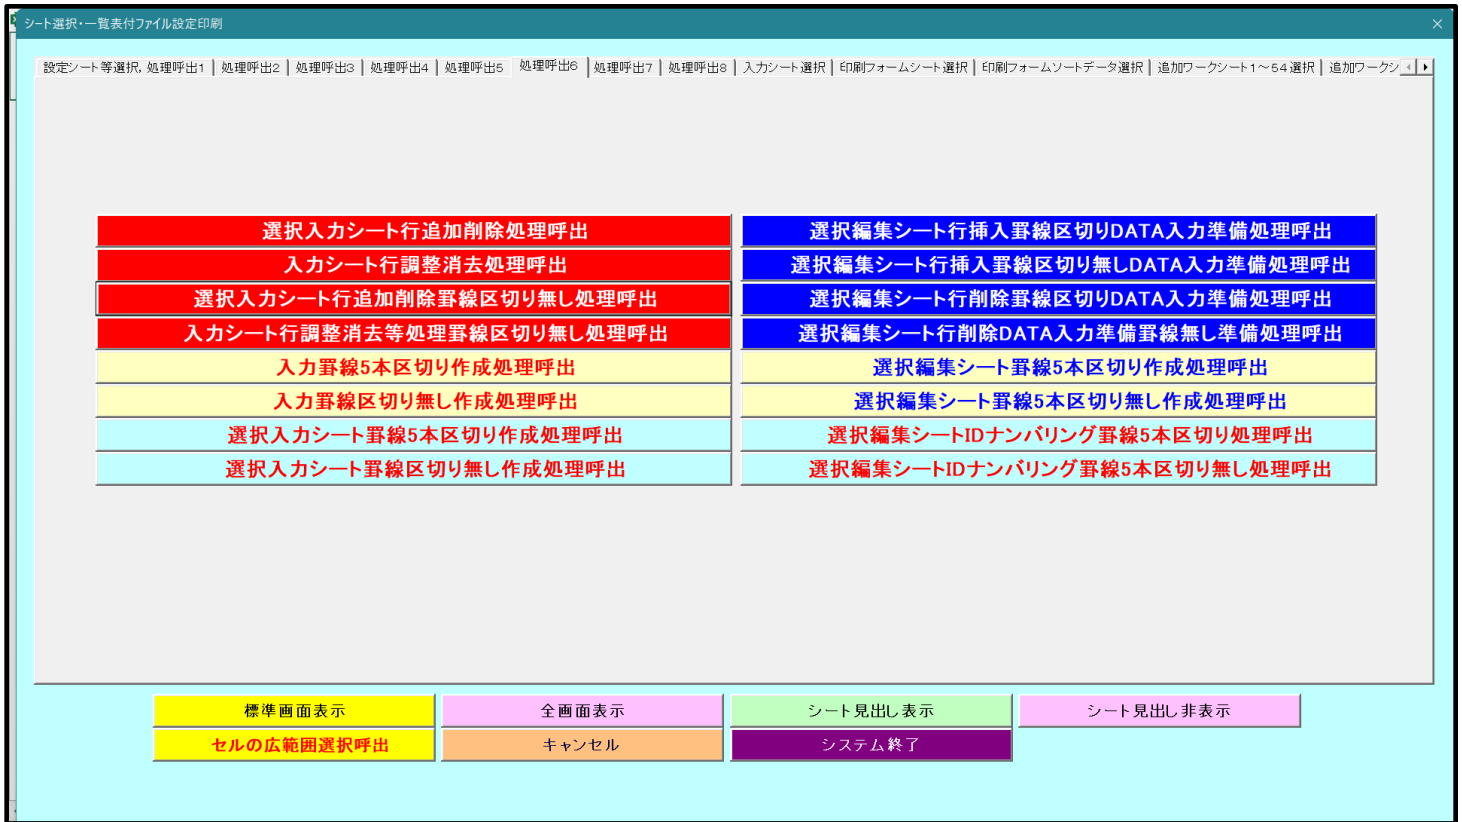 シート選択・一覧表付ファイル設定印刷
設定シート等選択, 処理呼出1 処理呼出2 処理呼出3 処理呼出4 処理呼出5 処理呼出6 処理呼出7 処理呼出8 入力シート選択 印刷フォームシート選択 印刷フォームソートデータ選択 追加ワークシート1～54選択 追加ワークシ
選択入力シート行追加削除処理呼出
入力シート行調整消去処理呼出
選択入力シート行追加削除罫線区切り無し処理呼出
入力シート行調整消去等処理罫線区切り無し処理呼出
入力罫線5本区切り作成処理呼出
入力罫線区切り無し作成処理呼出
選択入力シート罫線5本区切り作成処理呼出
選択入力シート罫線区切り無し作成処理呼出
選択編集シート行挿入罫線区切りDATA入力準備処理呼出
選択編集シート行挿入罫線区切り無しDATA入力準備処理呼出
選択編集シート行削除罫線区切りDATA入力準備処理呼出
選択編集シート行削除DATA入力準備罫線無し準備処理呼出
選択編集シート罫線5本区切り作成処理呼出
選択編集シート罫線5本区切り無し作成処理呼出
選択編集シートIDナンバリング罫線5本区切り処理呼出
選択編集シートIDナンバリング罫線5本区切り無し処理呼出
標準画面表示 全画面表示 シート見出し表示 シート見出し非表示
セルの広範囲選択呼出 キャンセル システム終了